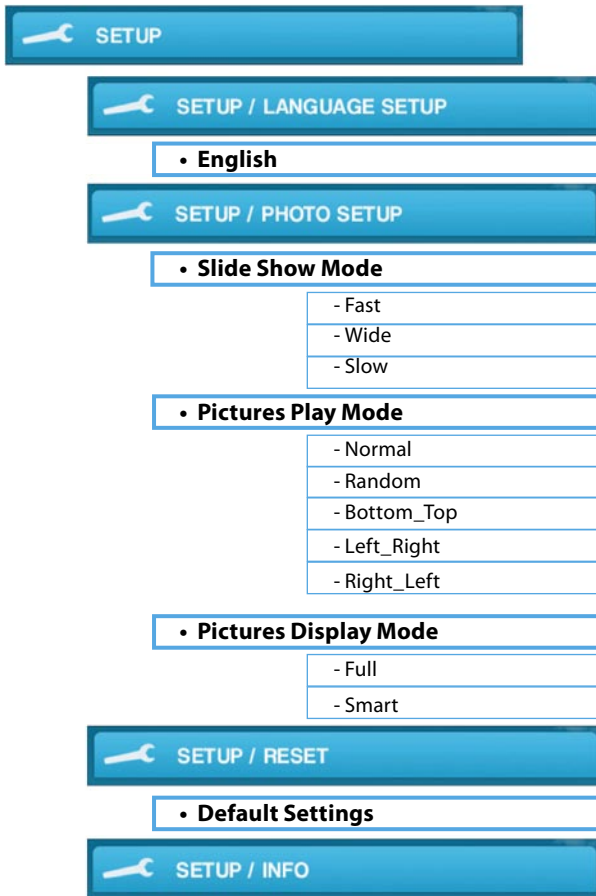 SETUP
SETUP / LANGUAGE SETUP
• English
SETUP / PHOTO SETUP
• Slide Show Mode
- Fast
- Wide
- Slow
• Pictures Play Mode
- Normal
- Random
- Bottom_Top
- Left_Right
- Right_Left
• Pictures Display Mode
- Full
- Smart
SETUP / RESET
• Default Settings
SETUP / INFO